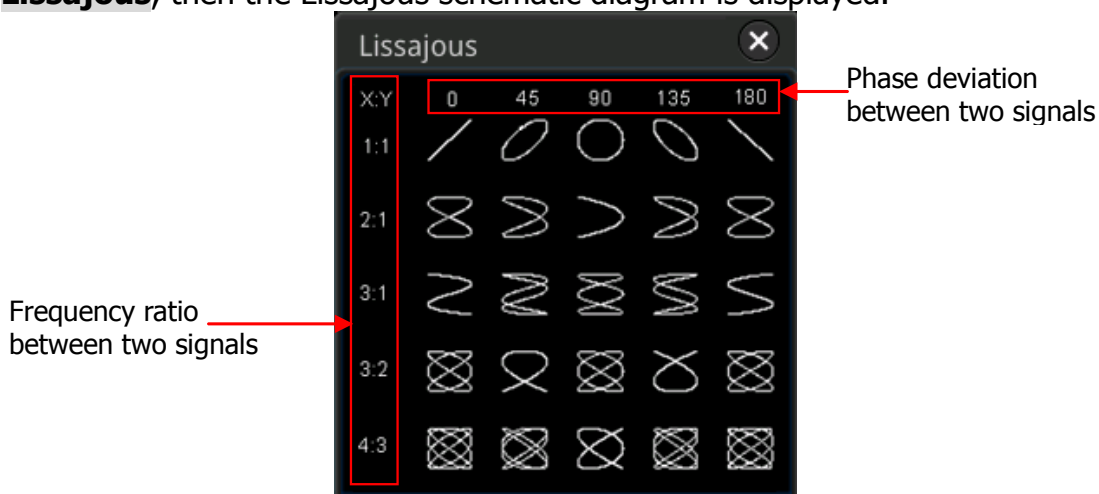 Lissajous, then the Lissajous schematic diagram is displayed.
Lissajous
X:Y 0 45 90 135 180
Phase deviation
between two signals
1:1
2:1
3:1
Frequency ratio
between two signals
3:2
4:3